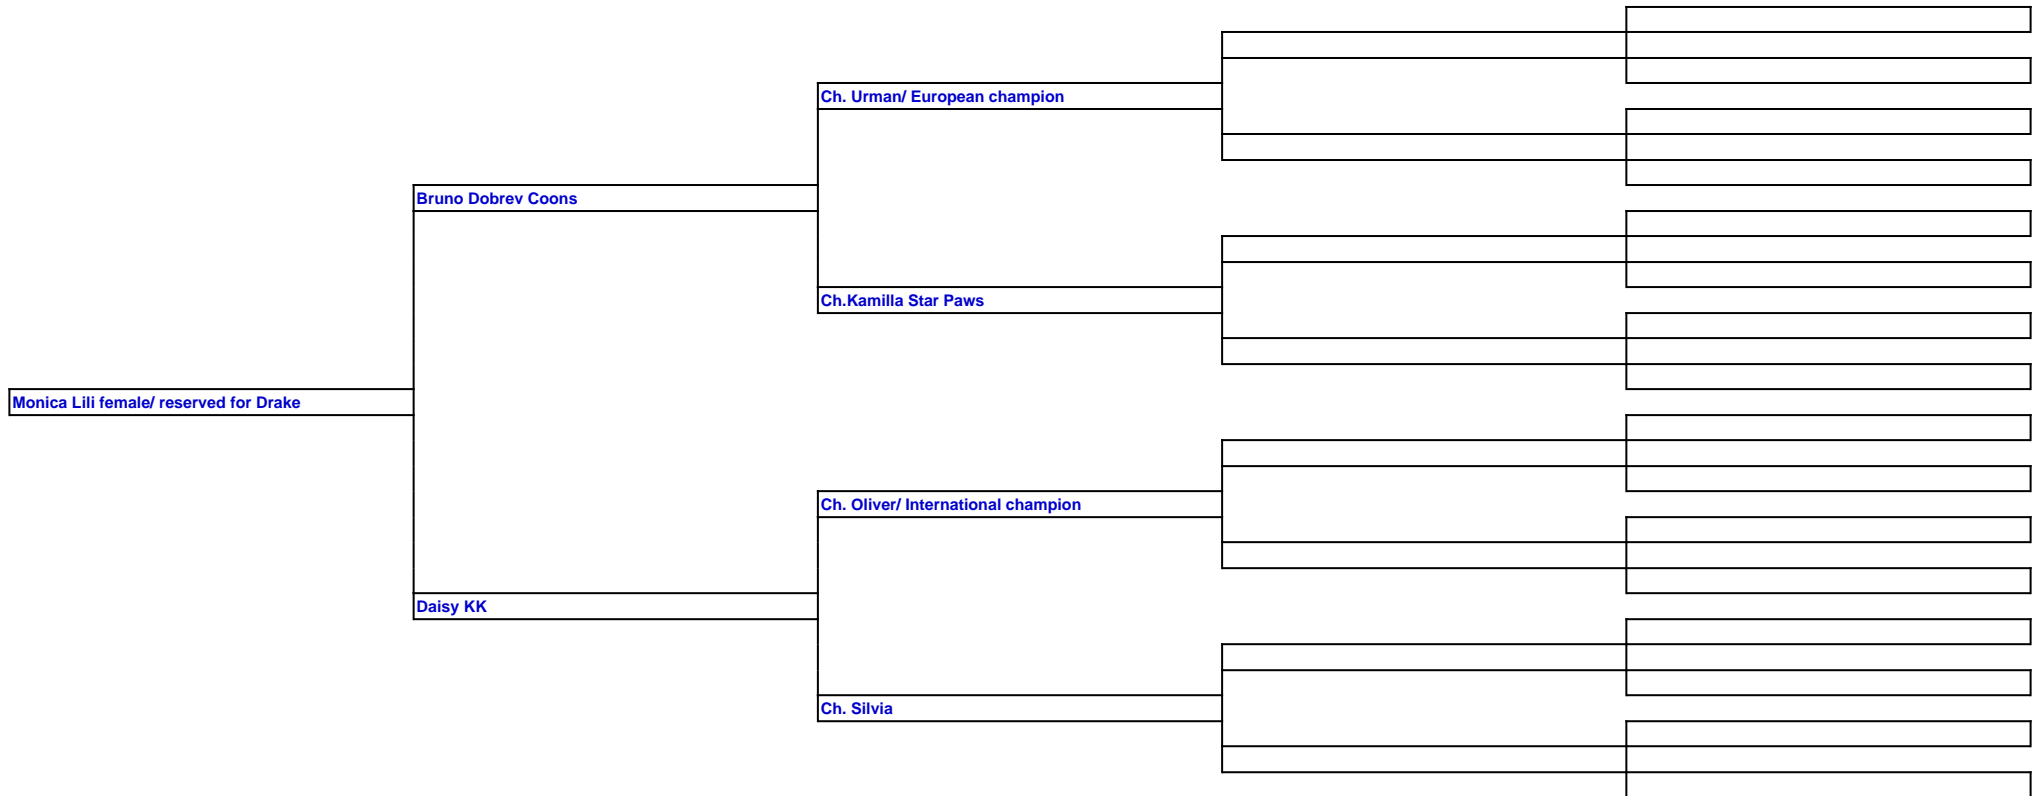 Ch. Urman/ European champion
Bruno Dobrev Coons
Ch.Kamilla Star Paws
Monica Lili female/ reserved for Drake
Ch. Oliver/ International champion
Daisy KK
Ch. Silvia